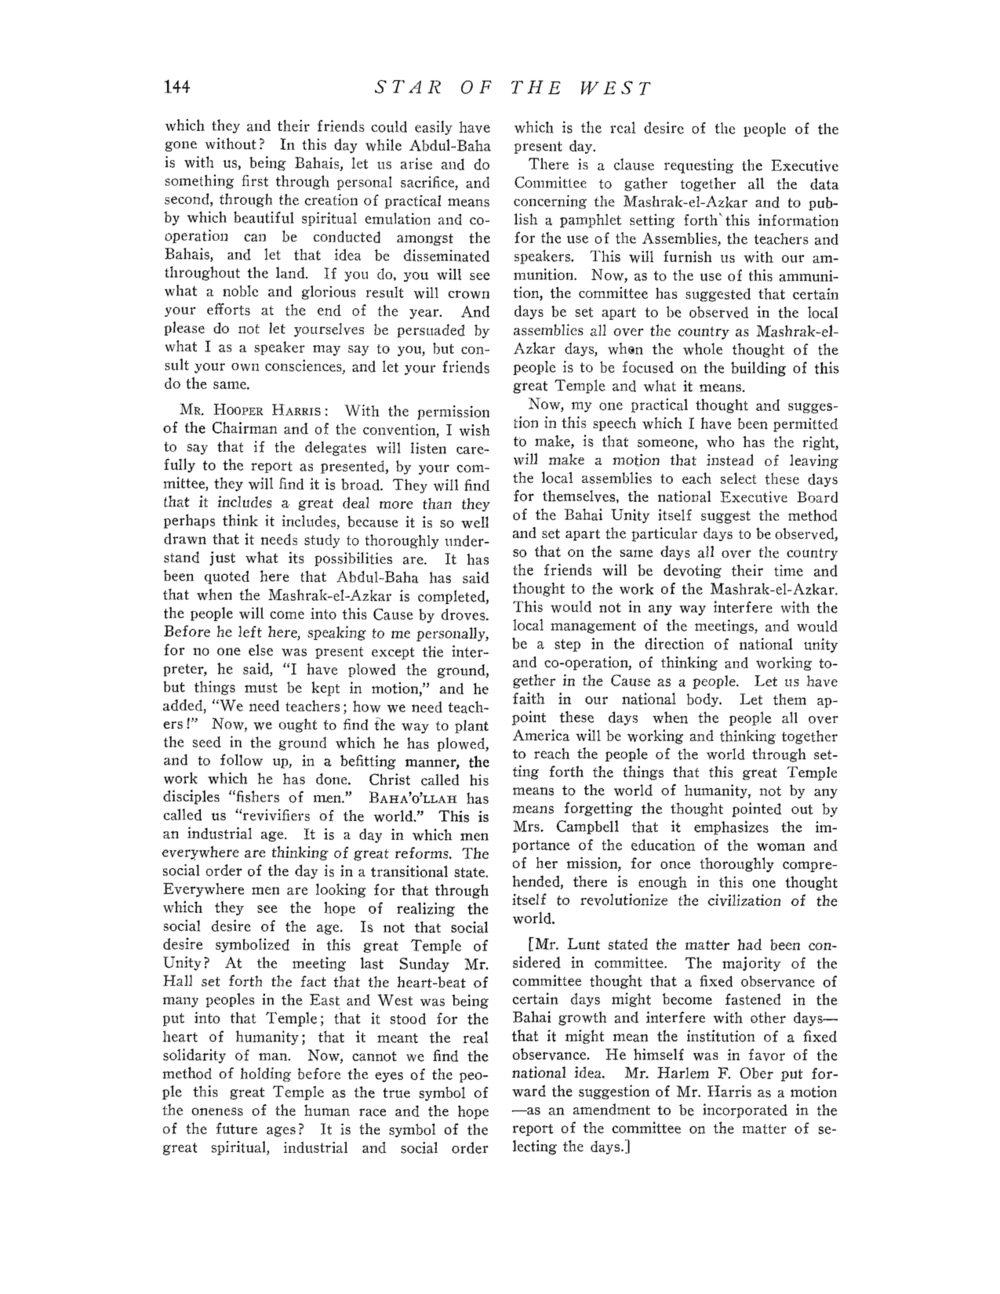 144
STAR OF THE WEST
which they and their friends could easily have
gone without? In this day while Abdul-Baha
is with us, being Bahais, let us arise and do
something first through personal sacrifice, and
second, through the creation of practical means
by which beautiful spiritual emulation and co-
operation can be conducted amongst the
Bahais, and let that idea be disseminated
throughout the land. If you do, you will see
what a noble and glorious result will crown
your efforts at the end of the year. And
please do not let yourselves be persuaded by
what I as a speaker may say to you, but con-
sult your own consciences, and let your friends
do the same.
MR. HOOPER HARRIS: With the permission
of the Chairman and of the convention, I wish
to say that if the delegates will listen care-
fully to the report as presented, by your com-
mittee, they will find it is broad. They will find
that it includes a great deal more than they
perhaps think it includes, because it is so well
drawn that it needs study to thoroughly under-
stand just what its possibilities are. It has
been quoted here that Abdul-Baha has said
that when the Mashrak-el-Azkar is completed,
the people will come into this Cause by droves.
Before he left here, speaking to me personally,
for no one else was present except the inter-
preter, he said, "I have plowed the ground,
but things must be kept in motion," and he
added, "We need teachers; how we need teach-
ers!" Now, we ought to find the way to plant
the seed in the ground which he has plowed,
and to follow up, in a befitting manner, the
work which he has done. Christ called his
disciples "fishers of men." BAHA'O'LLAH has
called us "revivifiers of the world." This is
an industrial age. It is a day in which men
everywhere are thinking of great reforms. The
social order of the day is in a transitional state.
Everywhere men are looking for that through
which they see the hope of realizing the
social desire of the age. Is not that social
desire symbolized in this great Temple of
Unity? At the meeting last Sunday Mr.
Hall set forth the fact that the heart-beat of
many peoples in the East and West was being
put into that Temple; that it stood for the
heart of humanity; that it meant the real
solidarity of man. Now, cannot we find the
method of holding before the eyes of the peo-
ple this great Temple as the true symbol of
the oneness of the human race and the hope
of the future ages? It is the symbol of the
great spiritual, industrial and social order
which is the real desire of the people of the
present day.
There is a clause requesting the Executive
Committee to gather together all the data
concerning the Mashrak-el-Azkar and to pub-
lish a pamphlet setting forth this information
for the use of the Assemblies, the teachers and
speakers. This will furnish us with our am-
munition. Now, as to the use of this ammuni-
tion, the committee has suggested that certain
days be set apart to be observed in the local
assemblies all over the country as Mashrak-el-
Azkar days, when the whole thought of the
people is to be focused on the building of this
great Temple and what it means.
Now, my one practical thought and sugges-
tion in this speech which I have been permitted
to make, is that someone, who has the right,
will make a motion that instead of leaving
the local assemblies to each select these days
for themselves, the national Executive Board
of the Bahai Unity itself suggest the method
and set apart the particular days to be observed,
so that on the same days all over the country
the friends will be devoting their time and
thought to the work of the Mashrak-el-Azkar.
This would not in any way interfere with the
local management of the meetings, and would
be a step in the direction of national unity
and co-operation, of thinking and working to-
gether in the Cause as a people. Let us have
faith in our national body. Let them ap-
point these days when the people all over
America will be working and thinking together
to reach the people of the world through set-
ting forth the things that this great Temple
means to the world of humanity, not by any
means forgetting the thought pointed out by
Mrs. Campbell that it emphasizes the im-
portance of the education of the woman and
of her mission, for once thoroughly compre-
hended, there is enough in this one thought
itself to revolutionize the civilization of the
world.
[Mr. Lunt stated the matter had been con-
sidered in committee. The majority of the
committee thought that a fixed observance of
certain days might become fastened in the
Bahai growth and interfere with other days—
that it might mean the institution of a fixed
observance. He himself was in favor of the
national idea. Mr. Harlem F. Ober put for-
ward the suggestion of Mr. Harris as a motion
—as an amendment to be incorporated in the
report of the committee on the matter of se-
lecting the days.]